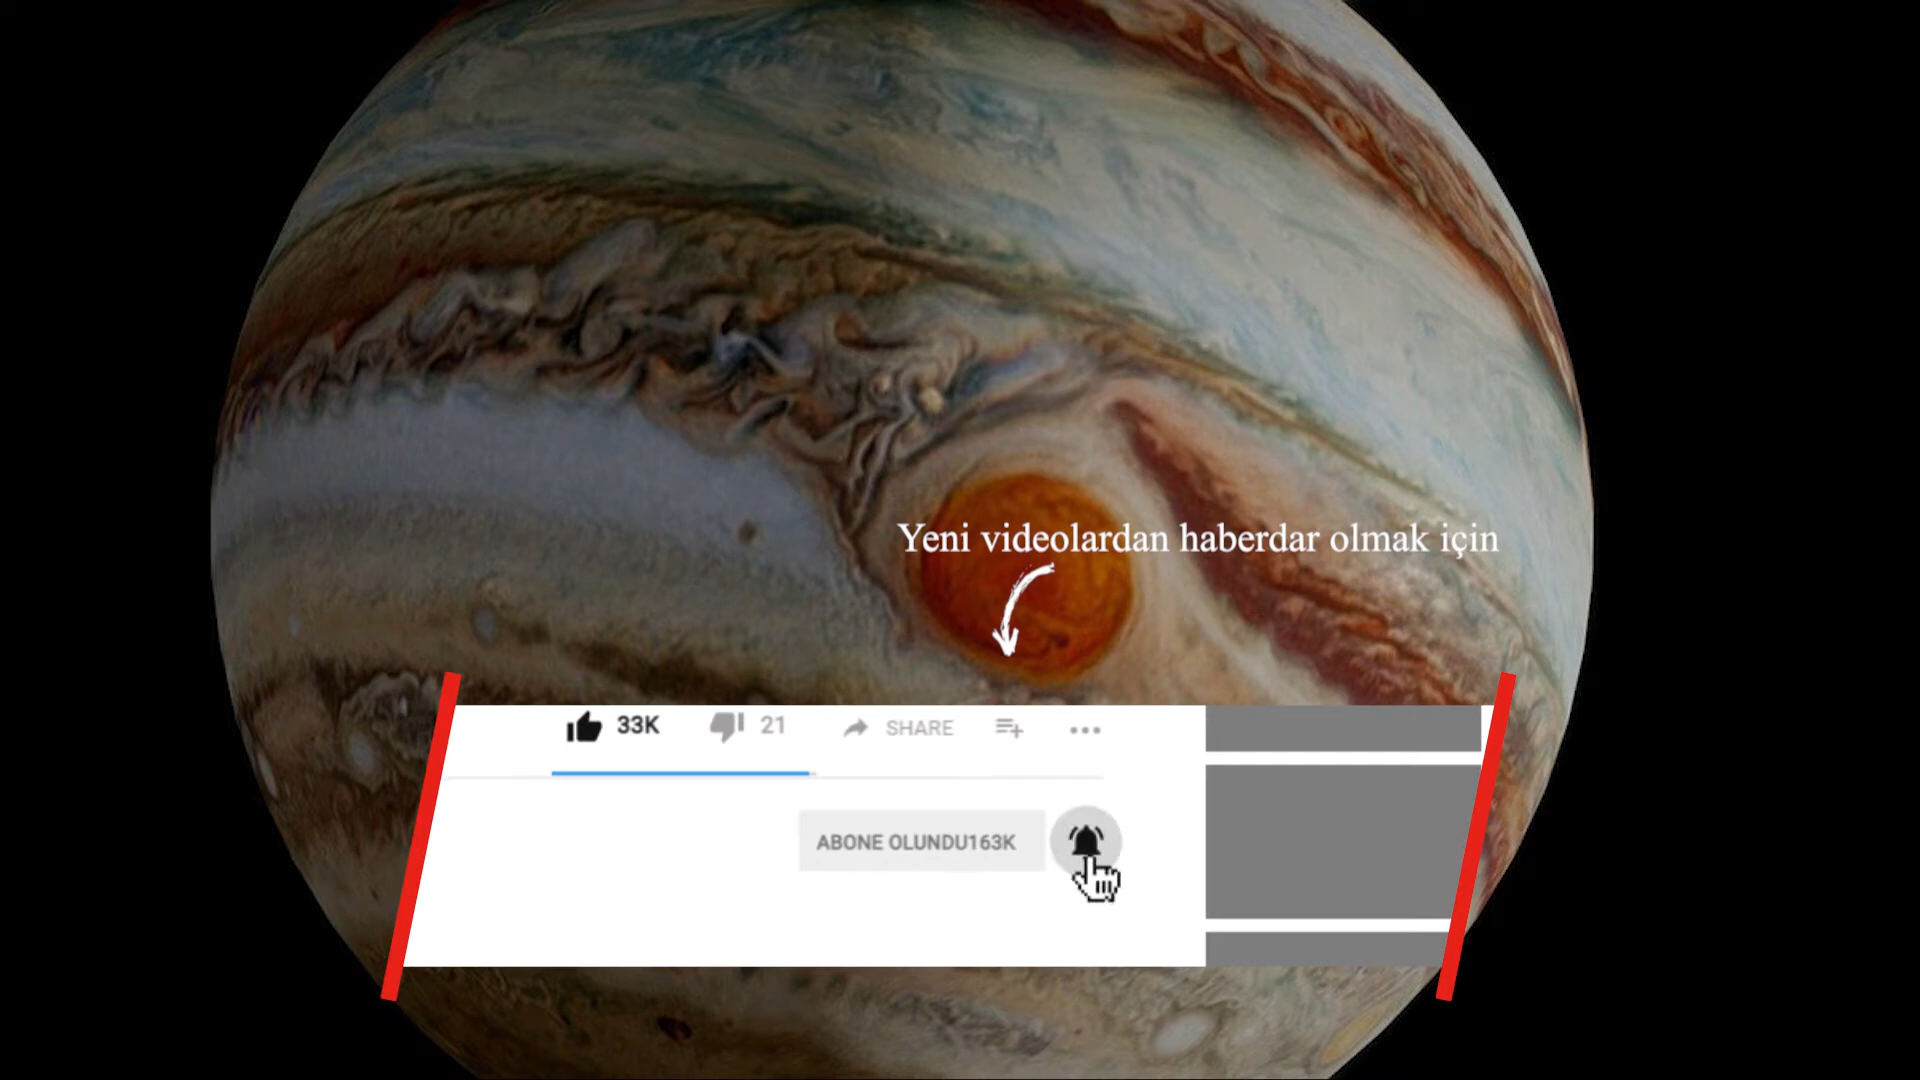 Yeni videolardan haberdar olmak için
33K 21 SHARE
ABONE OLUNDU163K